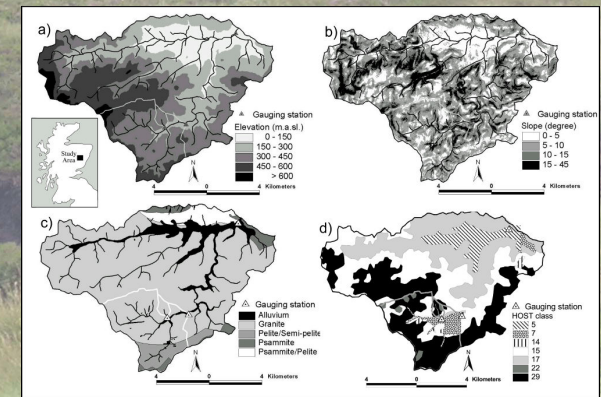 a)
Gauging station
Elevation (m.a.sl.)
0 - 150
150 - 300
300 - 450
450 - 600
> 600
N
4 0 4 Kilometers
Study
Area
b)
Gauging station
Slope (degree)
0 - 5
5 - 10
10 - 15
15 - 45
N
4 0 4 Kilometers
c)
Gauging station
Alluvium
Granite
Pelite/Semi-pelite
Psammite
Psammite/Pelite
N
4 0 4 Kilometers
d)
Gauging station
HOST class
5
7
14
15
17
22
29
N
4 0 4 Kilometers